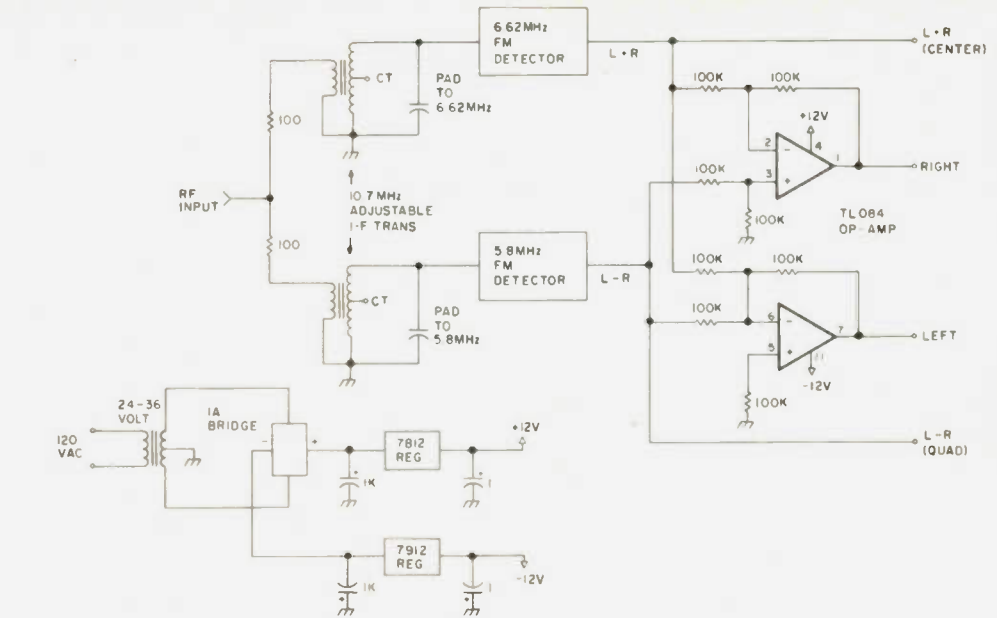 6.62MHz
FM
DETECTOR
L+R
L+R
(CENTER)
CT
PAD
TO
6.62MHz
100
100K
100K
+12V
4
2
-
1
3
+
RIGHT
100K
100K
TL084
OP-AMP
RF
INPUT
10.7MHz
ADJUSTABLE
I-F TRANS
100
5.8MHz
FM
DETECTOR
L-R
CT
PAD
TO
5.8MHz
100K
100K
100K
6
-
7
5
+
11
-12V
LEFT
100K
L-R
(QUAD)
24-36
VOLT
1A
BRIDGE
120
VAC
-
+
7812
REG
+12V
+
1K
+
1
7912
REG
-12V
1K
+
1
+